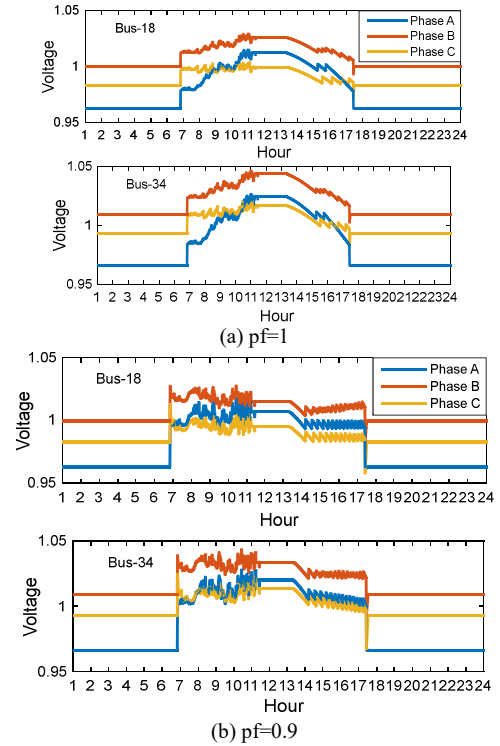 1.05
Bus-18
Phase A
Phase B
Phase C
Voltage
1
0.95
1 2 3 4 5 6 7 8 9 10 11 12 13 14 15 16 17 18 19 20 21 22 23 24
Hour
1.05
Bus-34
Voltage
1
0.95
1 2 3 4 5 6 7 8 9 10 11 12 13 14 15 16 17 18 19 20 21 22 23 24
Hour
(a) pf=1
1.05
Bus-18
Phase A
Phase B
Phase C
Voltage
1
0.95
1 2 3 4 5 6 7 8 9 10 11 12 13 14 15 16 17 18 19 20 21 22 23 24
Hour
1.05
Bus-34
Voltage
1
0.95
1 2 3 4 5 6 7 8 9 10 11 12 13 14 15 16 17 18 19 20 21 22 23 24
Hour
(b) pf=0.9